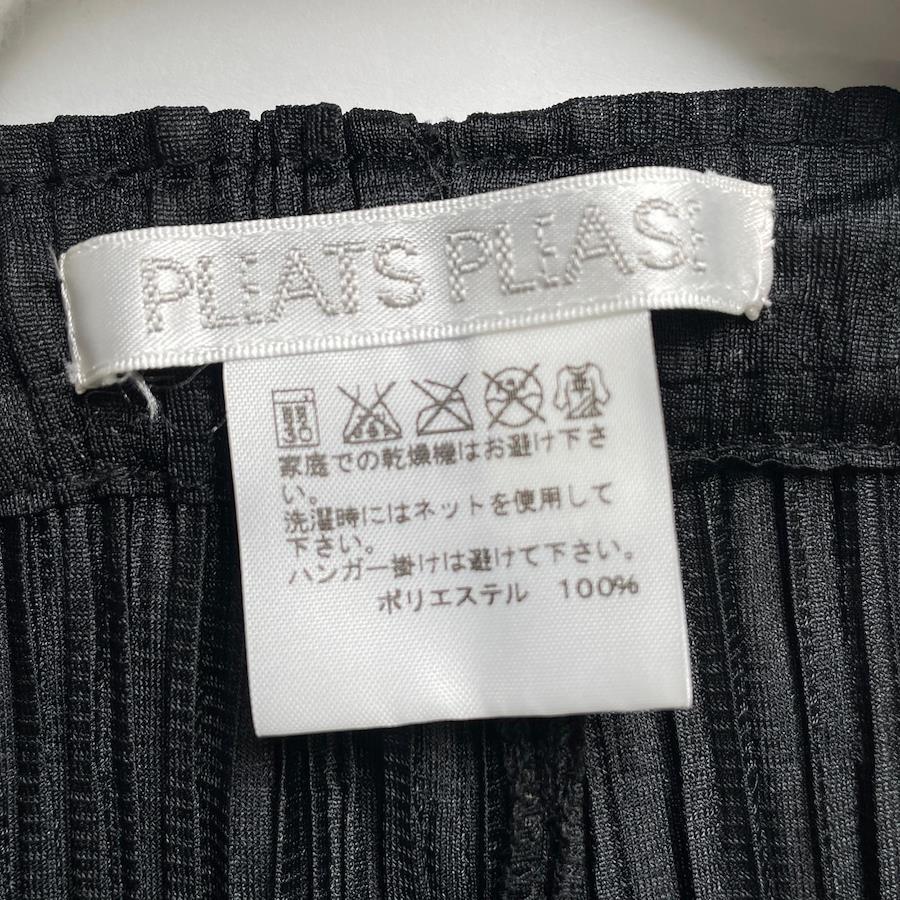 PLEATS PLEASE
家庭での乾燥機はお避け下さ
い。
洗濯時にはネットを使用して
下さい。
ハンガー掛けは避けて下さい。
ポリエステル 100%